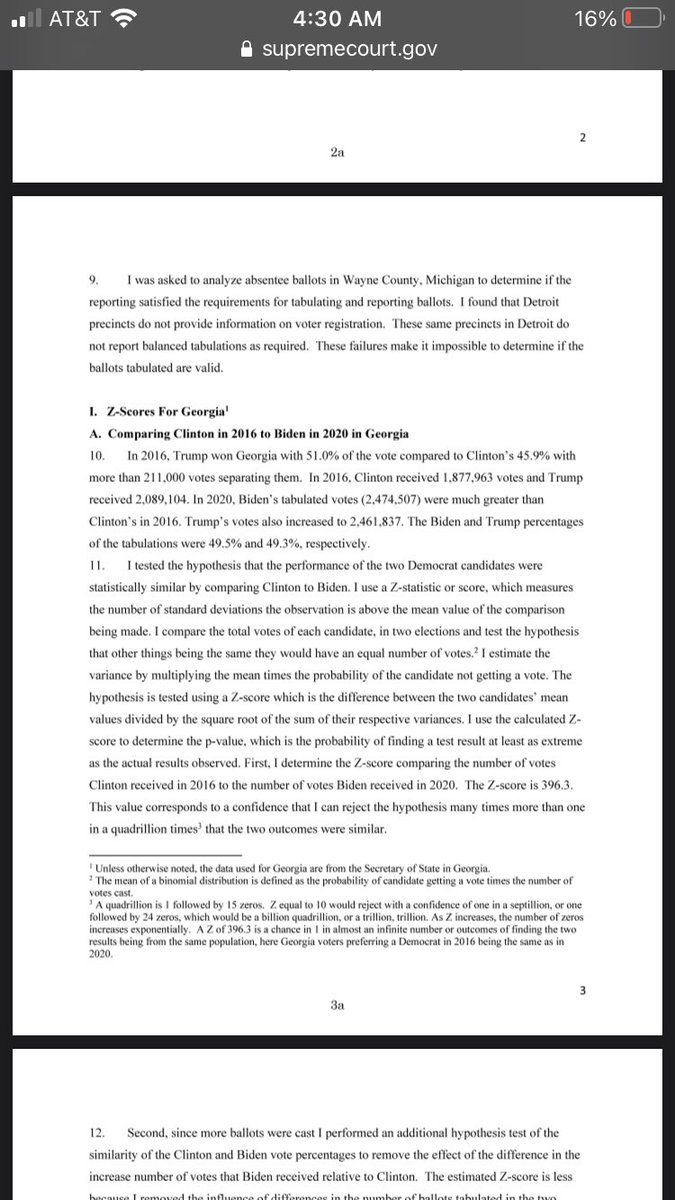 AT&T 4:30 AM 16%
supremecourt.gov
2
2a
9. I was asked to analyze absentee ballots in Wayne County, Michigan to determine if the
reporting satisfied the requirements for tabulating and reporting ballots. I found that Detroit
precincts do not provide information on voter registration. These same precincts in Detroit do
not report balanced tabulations as required. These failures make it impossible to determine if the
ballots tabulated are valid.
I. Z-Scores For Georgia¹
A. Comparing Clinton in 2016 to Biden in 2020 in Georgia
10. In 2016, Trump won Georgia with 51.0% of the vote compared to Clinton's 45.9% with
more than 211,000 votes separating them. In 2016, Clinton received 1,877,963 votes and Trump
received 2,089,104. In 2020, Biden's tabulated votes (2,474,507) were much greater than
Clinton's in 2016. Trump's votes also increased to 2,461,837. The Biden and Trump percentages
of the tabulations were 49.5% and 49.3%, respectively.
11. I tested the hypothesis that the performance of the two Democrat candidates were
statistically similar by comparing Clinton to Biden. I use a Z-statistic or score, which measures
the number of standard deviations the observation is above the mean value of the comparison
being made. I compare the total votes of each candidate, in two elections and test the hypothesis
that other things being the same they would have an equal number of votes.² I estimate the
variance by multiplying the mean times the probability of the candidate not getting a vote. The
hypothesis is tested using a Z-score which is the difference between the two candidates' mean
values divided by the square root of the sum of their respective variances. I use the calculated Z-
score to determine the p-value, which is the probability of finding a test result at least as extreme
as the actual results observed. First, I determine the Z-score comparing the number of votes
Clinton received in 2016 to the number of votes Biden received in 2020. The Z-score is 396.3.
This value corresponds to a confidence that I can reject the hypothesis many times more than one
in a quadrillion times³ that the two outcomes were similar.
¹ Unless otherwise noted, the data used for Georgia are from the Secretary of State in Georgia.
² The mean of a binomial distribution is defined as the probability of candidate getting a vote times the number of
votes cast.
³ A quadrillion is 1 followed by 15 zeros. Z equal to 10 would reject with a confidence of one in a septillion, or one
followed by 24 zeros, which would be a billion quadrillion, or a trillion, trillion. As Z increases, the number of zeros
increases exponentially. A Z of 396.3 is a chance in 1 in almost an infinite number or outcomes of finding the two
results being from the same population, here Georgia voters preferring a Democrat in 2016 being the same as in
2020.
3
3a
12. Second, since more ballots were cast I performed an additional hypothesis test of the
similarity of the Clinton and Biden vote percentages to remove the effect of the difference in the
increase number of votes that Biden received relative to Clinton. The estimated Z-score is less
because I removed the influence of differences in the number of ballots tabulated in the two